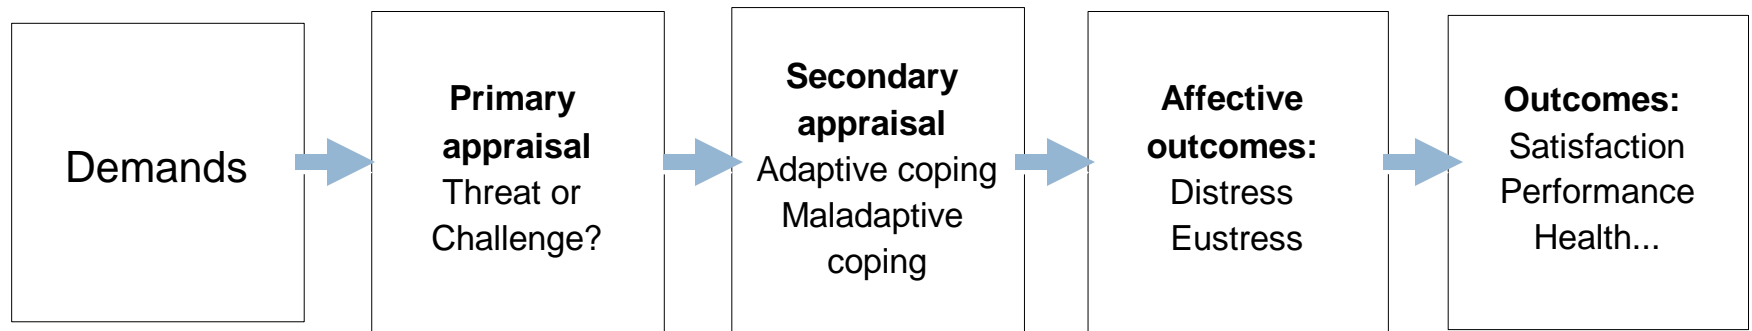 Demands
Primary
appraisal
Threat or
Challenge?
Secondary
appraisal
Adaptive coping
Maladaptive
coping
Affective
outcomes:
Distress
Eustress
Outcomes:
Satisfaction
Performance
Health...